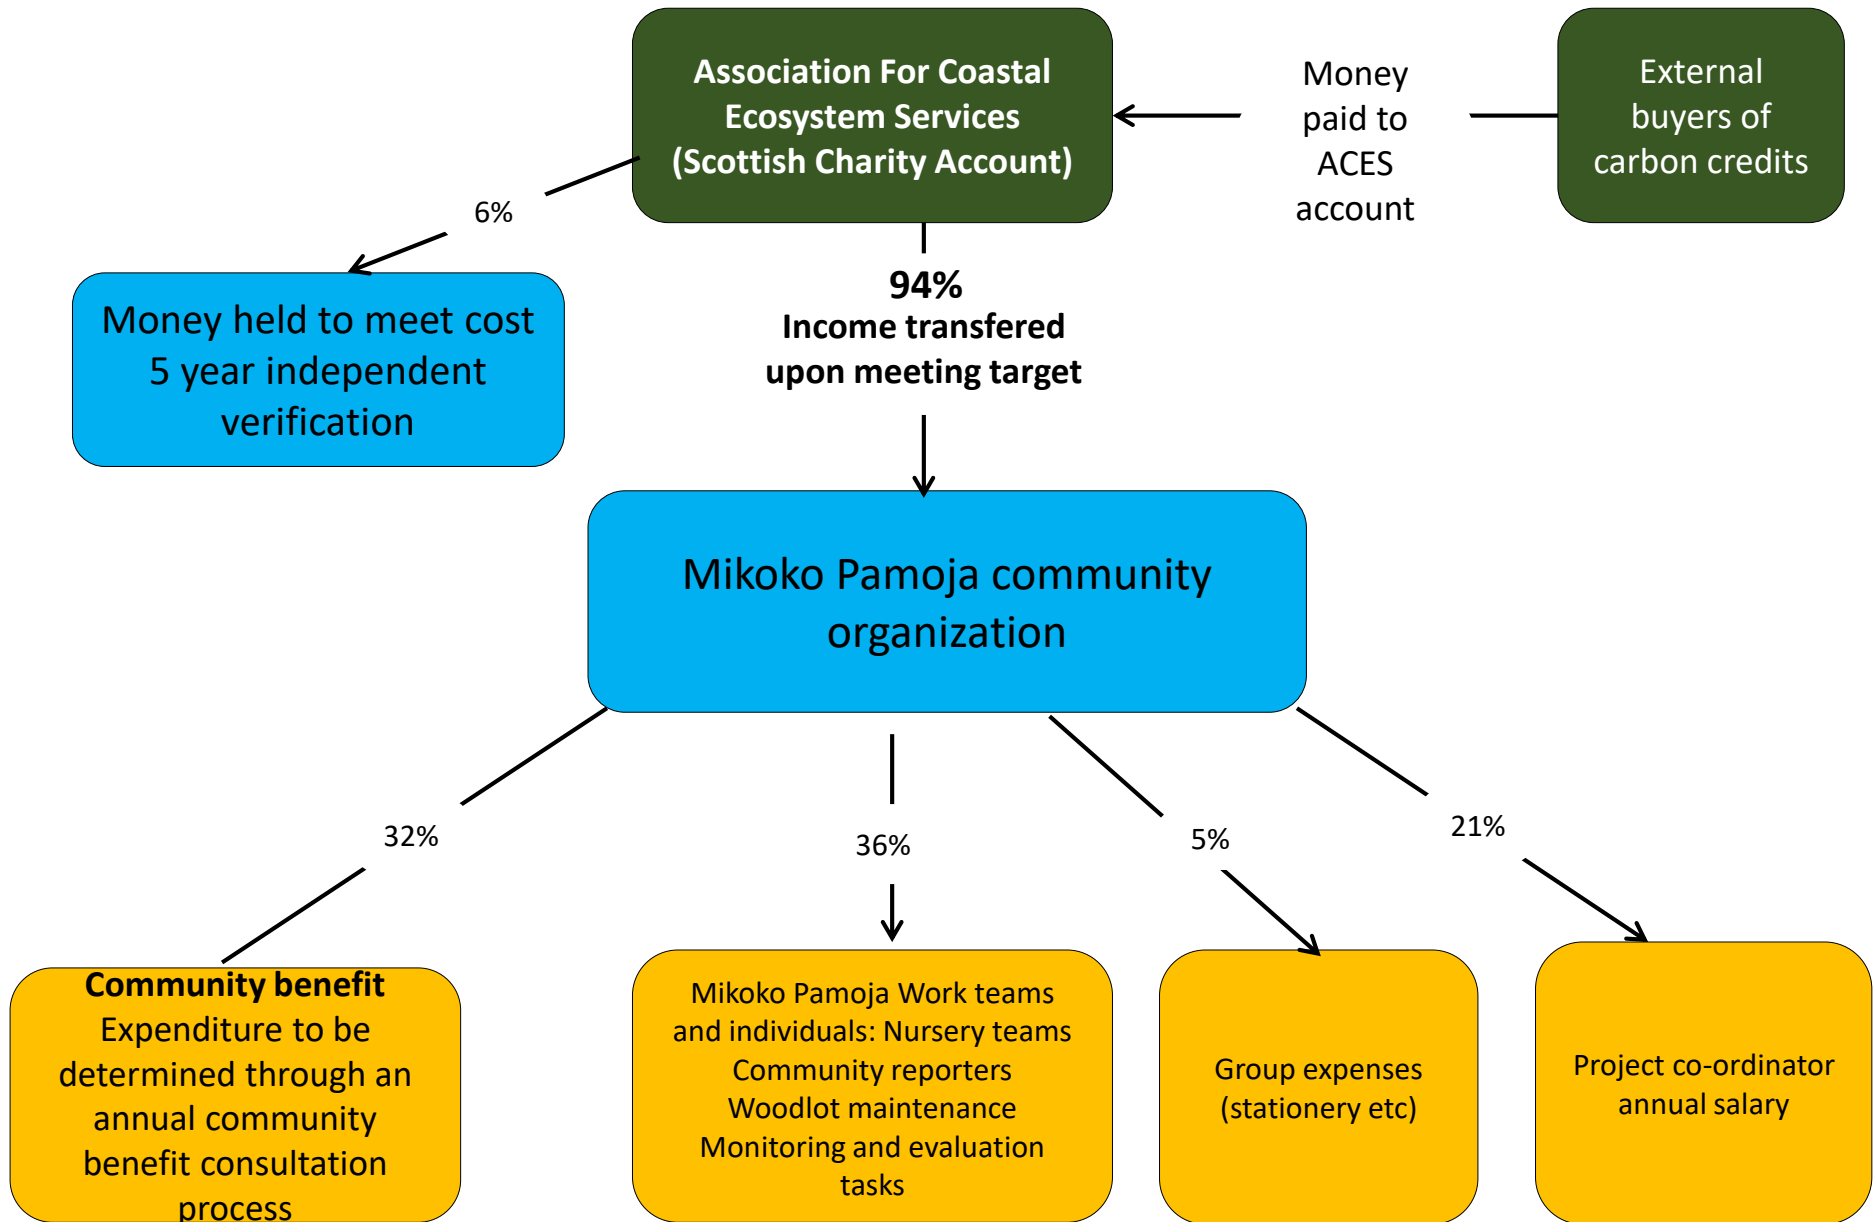 Association For Coastal
Ecosystem Services
(Scottish Charity Account)
Money
paid to
ACES
account
External
buyers of
carbon credits
6%
94%
Income transfered
upon meeting target
Money held to meet cost
5 year independent
verification
Mikoko Pamoja community
organization
32%
36%
5%
21%
Community benefit
Expenditure to be
determined through an
annual community
benefit consultation
process
Mikoko Pamoja Work teams
and individuals: Nursery teams
Community reporters
Woodlot maintenance
Monitoring and evaluation
tasks
Group expenses
(stationery etc)
Project co-ordinator
annual salary